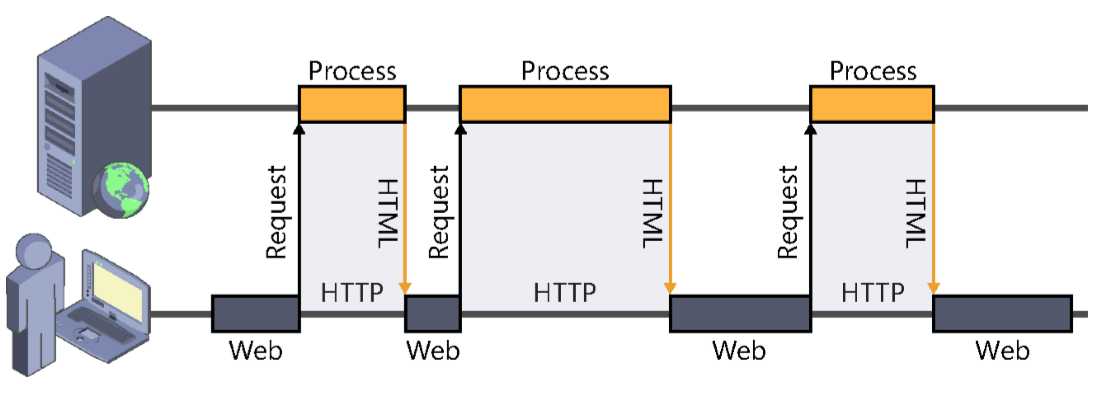 Process
Process
Process
Request
HTML
Request
HTML
Request
HTML
HTTP
HTTP
HTTP
Web
Web
Web
Web